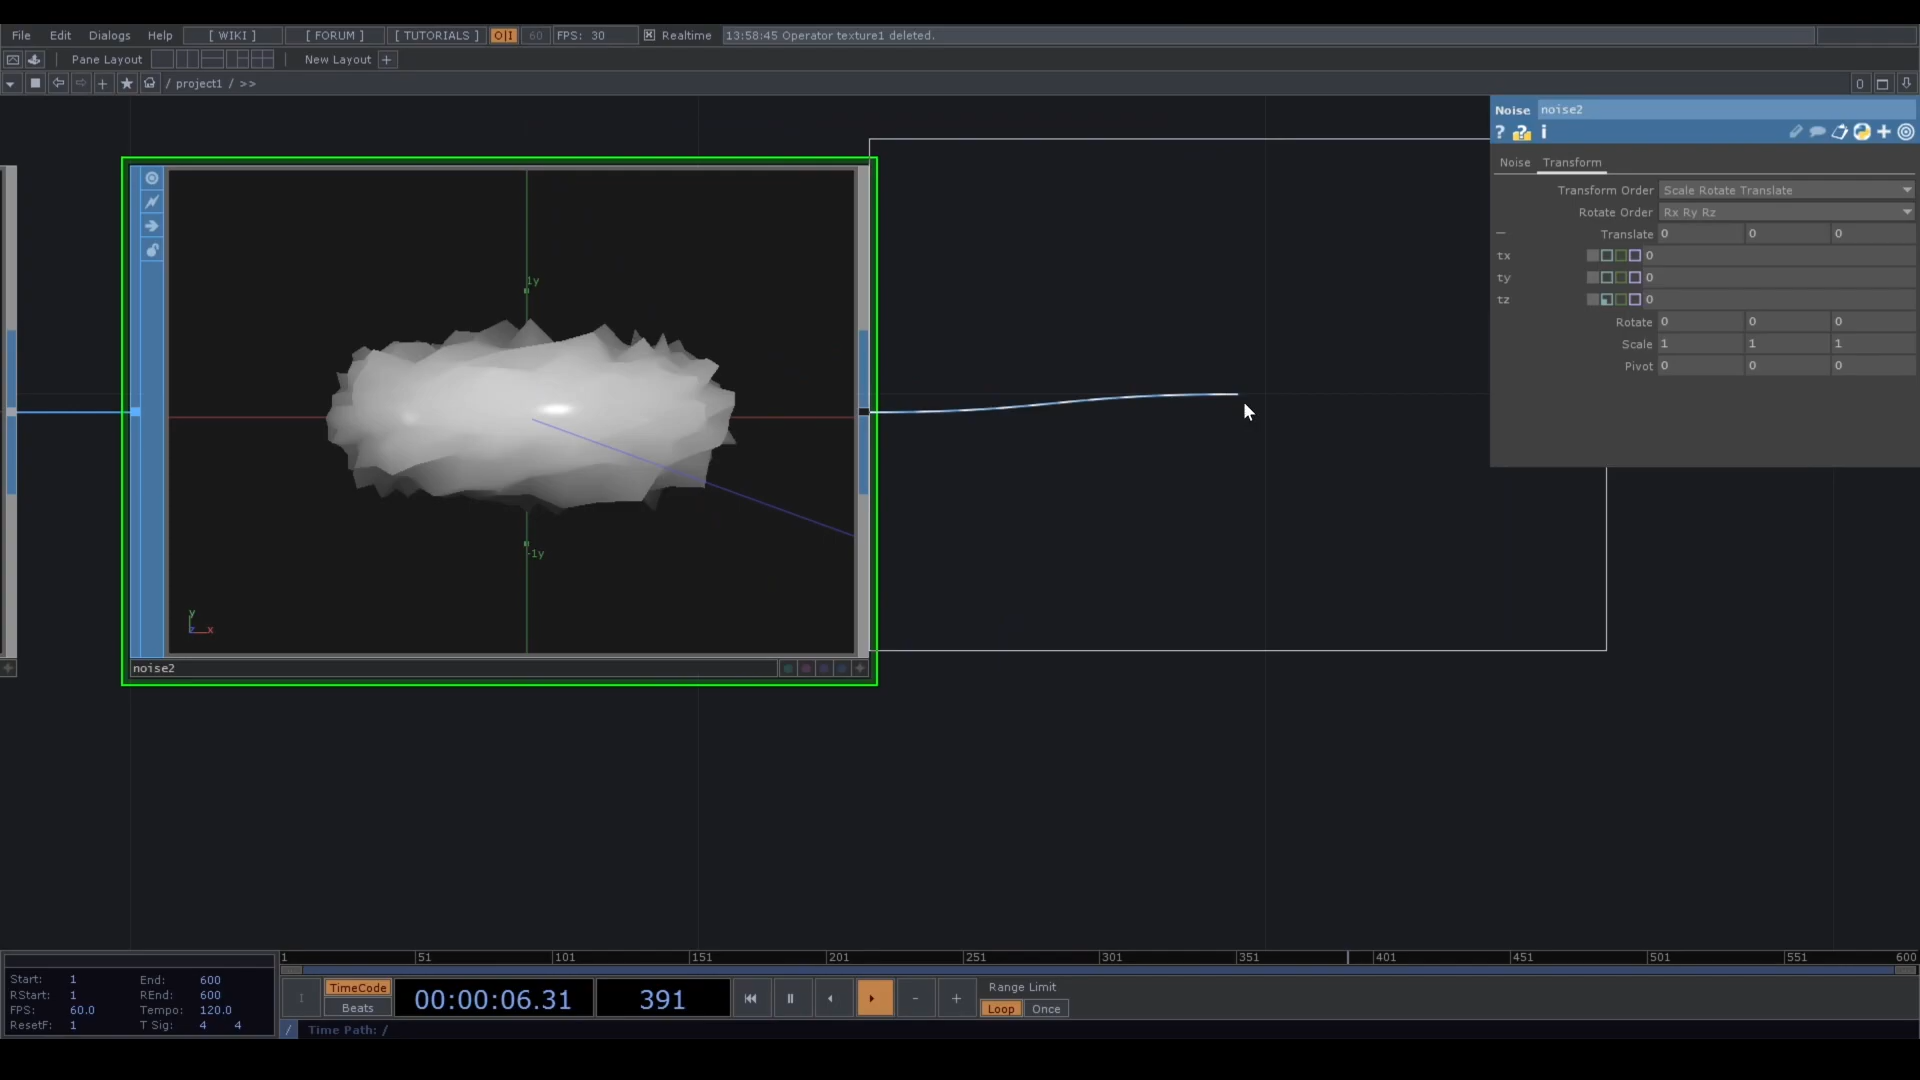 File Edit Dialogs Help [ WIKI ] [ FORUM ] [ TUTORIALS ] O|I 60 FPS: 30 Realtime 13:58:45 Operator texture1 deleted.
Pane Layout New Layout +
/ project1 / >> 0
Noise noise2
? ? i
Noise Transform
Transform Order Scale Rotate Translate
Rotate Order Rx Ry Rz
Translate 0 0 0
tx 0
ty 0
tz 0
Rotate 0 0 0
Scale 1 1 1
Pivot 0 0 0
1y
-1y
y
z x
noise2
1 51 101 151 201 251 301 351 401 451 501 551 600
Start: 1 End: 600
RStart: 1 REnd: 600
FPS: 60.0 Tempo: 120.0
ResetF: 1 T Sig: 4 4
I TimeCode
Beats
00:00:06.31 391
- +
Range Limit
Loop Once
/ Time Path: /